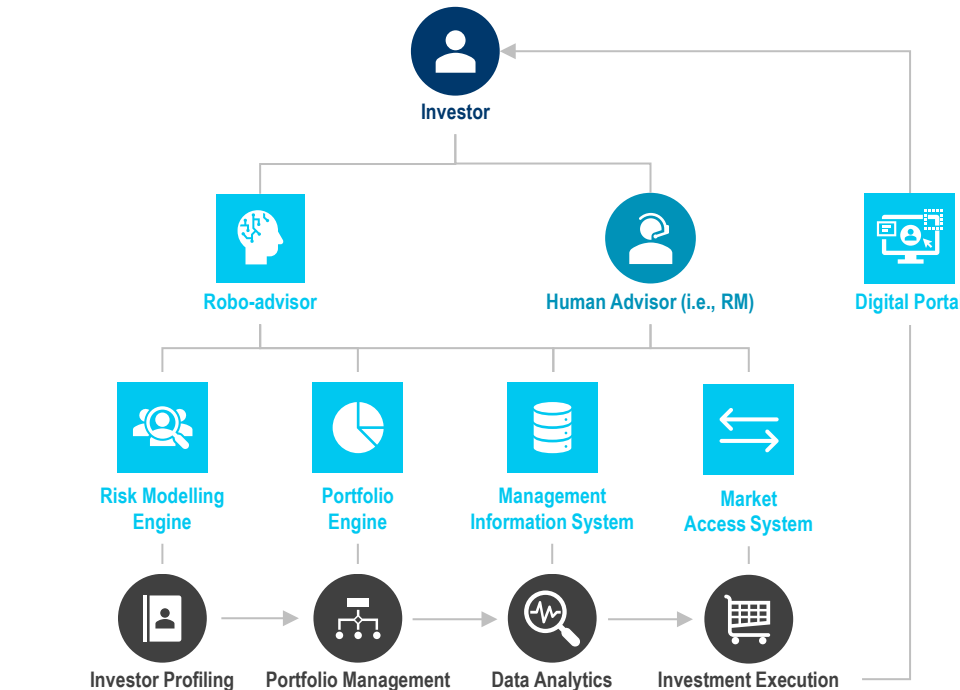 Investor
Robo-advisor
Human Advisor (i.e., RM)
Digital Porta
Risk Modelling
Engine
Portfolio
Engine
Management
Information System
Market
Access System
Investor Profiling
Portfolio Management
Data Analytics
Investment Execution